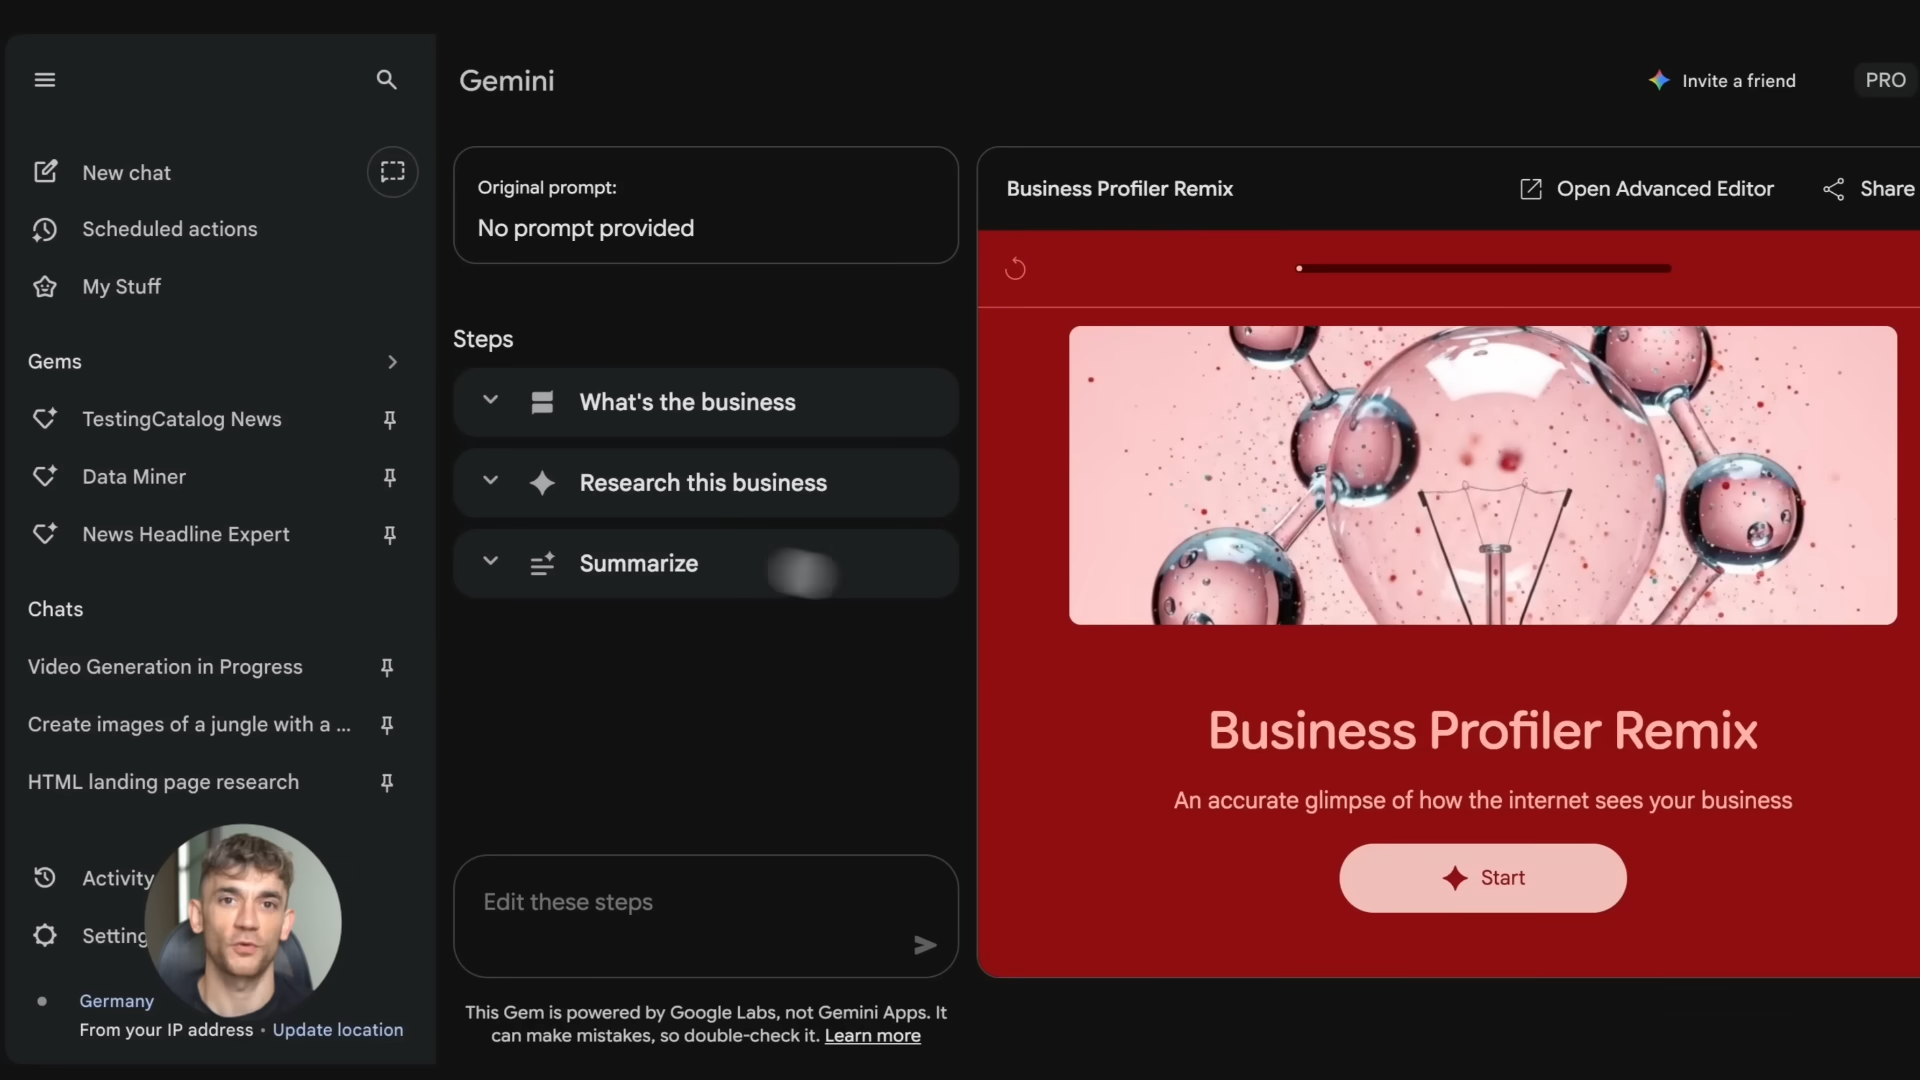 Gemini
Invite a friend
PRO
New chat
Scheduled actions
My Stuff
Gems
TestingCatalog News
Data Miner
News Headline Expert
Chats
Video Generation in Progress
Create images of a jungle with a ...
HTML landing page research
Activity
Setting
Germany
From your IP address • Update location
Original prompt:
No prompt provided
Steps
What's the business
Research this business
Summarize
Edit these steps
This Gem is powered by Google Labs, not Gemini Apps. It
can make mistakes, so double-check it. Learn more
Business Profiler Remix
Open Advanced Editor
Share
Business Profiler Remix
An accurate glimpse of how the internet sees your business
Start